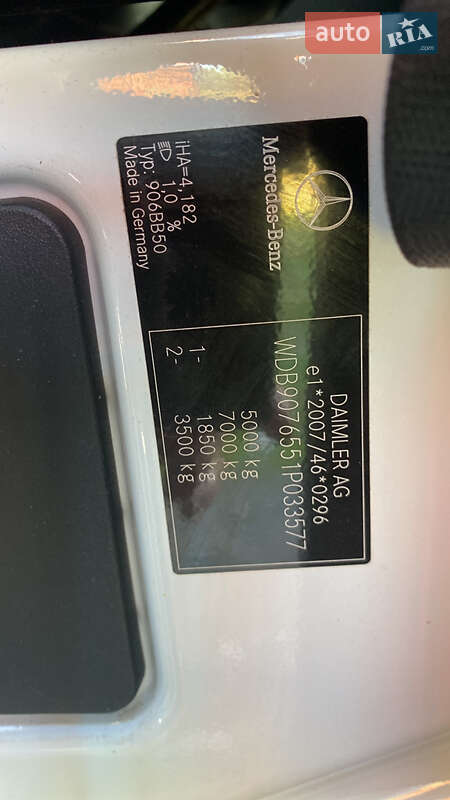 auto RIA.com
Mercedes-Benz
DAIMLER AG
e1*2007/46*0296
WDB9076551P033577
5000 kg
7000 kg
1- 1850 kg
2- 3500 kg
iHA=4,182
1,0 %
Typ: 906BB50
Made in Germany